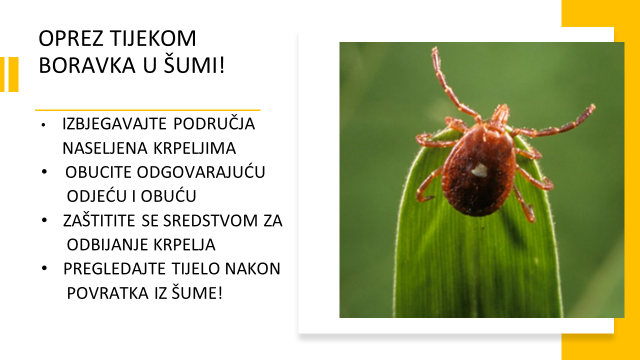 OPREZ TIJEKOM
BORAVKA U ŠUMI!
• IZBJEGAVAJTE PODRUČJA
NASELJENA KRPELJIMA
• OBUCITE ODGOVARAJUĆU
ODJEĆU I OBUĆU
• ZAŠTITITE SE SREDSTVOM ZA
ODBIJANJE KRPELJA
• PREGLEDAJTE TIJELO NAKON
POVRATKA IZ ŠUME!